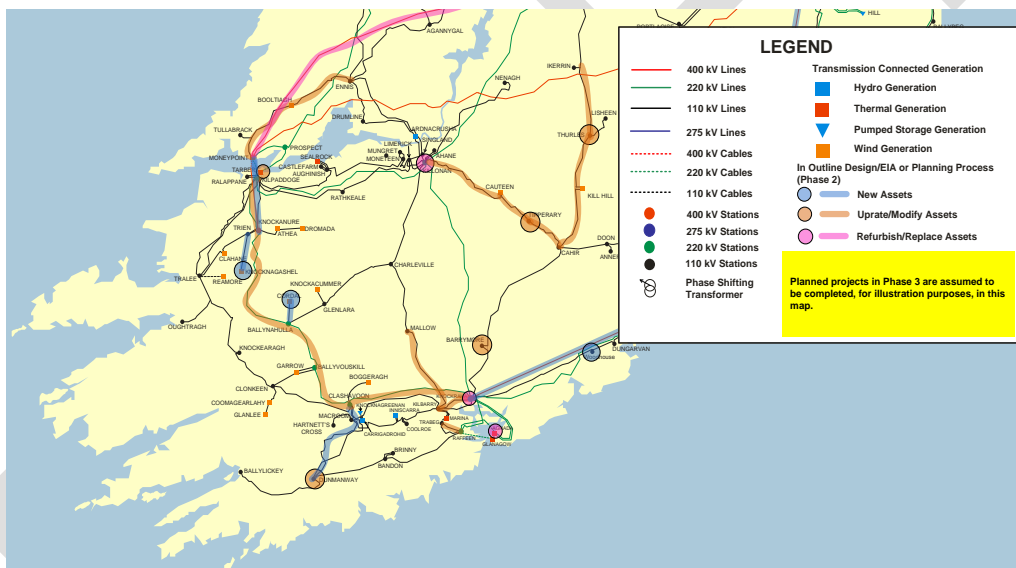 HILL
AGANNYGAL
IKERRIN
NENAGH
ENNIS
BOOLTIAGH
LISHEEN
DRUMLINE
TULLABRACK
ARDNACRUSHA
SINGLAND
THURLES
PROSPECT
LIMERICK
MUNGRET
MONETEEN
AHANE
MONEYPOINT
SEALROCK
CASTLEFARM
AUGHINISH
TARBE
KILPADDOGE
RALAPPANE
RATHKEALE
CAUTEEN
KILL HILL
TIPPERARY
KNOCKANURE
TRIEN
ATHEA
DROMADA
DOON
CAHIR
ANNER
CLAHANE
KNOCKNAGASHEL
CHARLEVILLE
TRALEE
REAMORE
KNOCKACUMMER
CORDAL
GLENLARA
OUGHTRAGH
BALLYNAHULLA
MALLOW
BARRYMORE
KNOCKEARAGH
DUNGARVAN
GARROW
BALLYVOUSKILL
BOGGERAGH
CLONKEEN
CLASHAVOON
COOMAGEARLAHY
KNOCKNAGREENAN
KILBARRY
GLANLEE
MACROOM
INNISCARRA
MARINA
HARTNETT'S
CROSS
CARRIGADROHID
COOLROE
TRABEG
RAFFEEN
GLANAGOW
BRINNY
BANDON
BALLYLICKEY
DUNMANWAY
LEGEND
400 kV Lines
220 kV Lines
110 kV Lines
275 kV Lines
400 kV Cables
220 kV Cables
110 kV Cables
400 kV Stations
275 kV Stations
220 kV Stations
110 kV Stations
Phase Shifting
Transformer
Transmission Connected Generation
Hydro Generation
Thermal Generation
Pumped Storage Generation
Wind Generation
In Outline Design/EIA or Planning Process
(Phase 2)
New Assets
Uprate/Modify Assets
Refurbish/Replace Assets
Planned projects in Phase 3 are assumed to
be completed, for illustration purposes, in this
map.